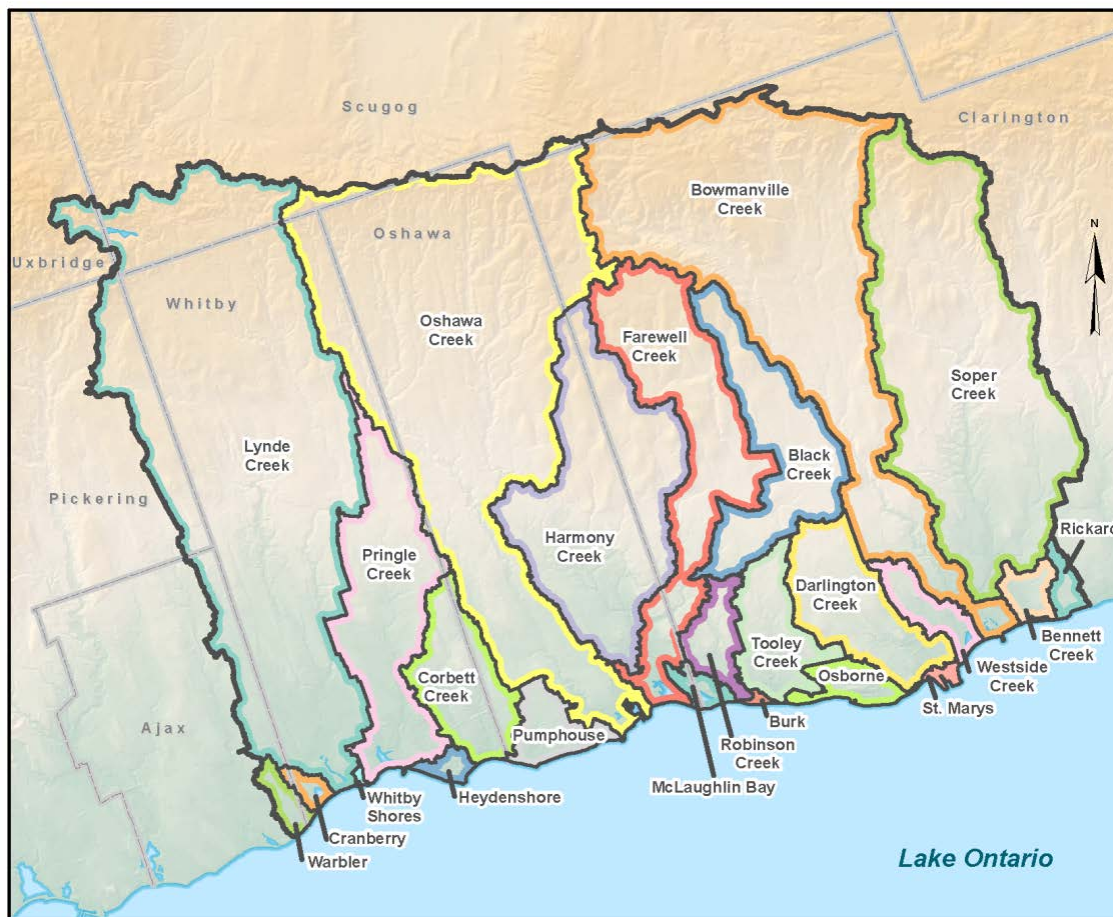 Scugog
Clarington
Bowmanville
Creek
N
Oshawa
Uxbridge
Whitby
Oshawa
Creek
Farewell
Creek
Soper
Creek
Lynde
Creek
Black
Creek
Pickering
Rickard
Harmony
Creek
Pringle
Creek
Darlington
Creek
Tooley
Creek
Bennett
Creek
Corbett
Creek
Osborne
Westside
Creek
St. Marys
Ajax
Pumphouse
Burk
Robinson
Creek
McLaughlin Bay
Whitby
Shores
Heydenshore
Cranberry
Warbler
Lake Ontario